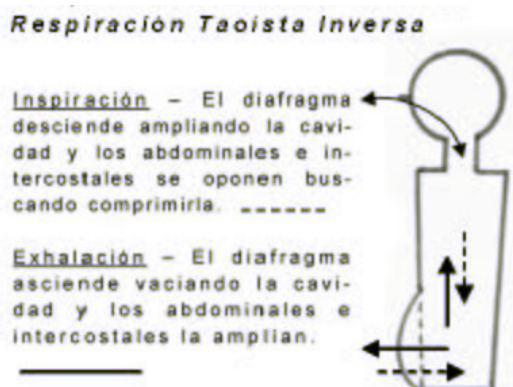 Respiración Taoista Inversa
Inspiración – El diafragma
desciende ampliando la cavi-
dad y los abdominales e in-
tercostales se oponen bus-
cando comprimirla. ------
Exhalación – El diafragma
asciende vaciando la cavi-
dad y los abdominales e
intercostales la amplian.